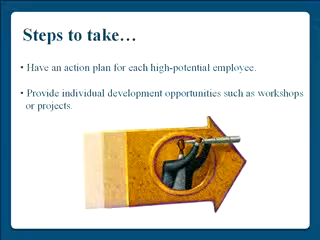 Steps to take…
• Have an action plan for each high-potential employee.
• Provide individual development opportunities such as workshops
or projects.